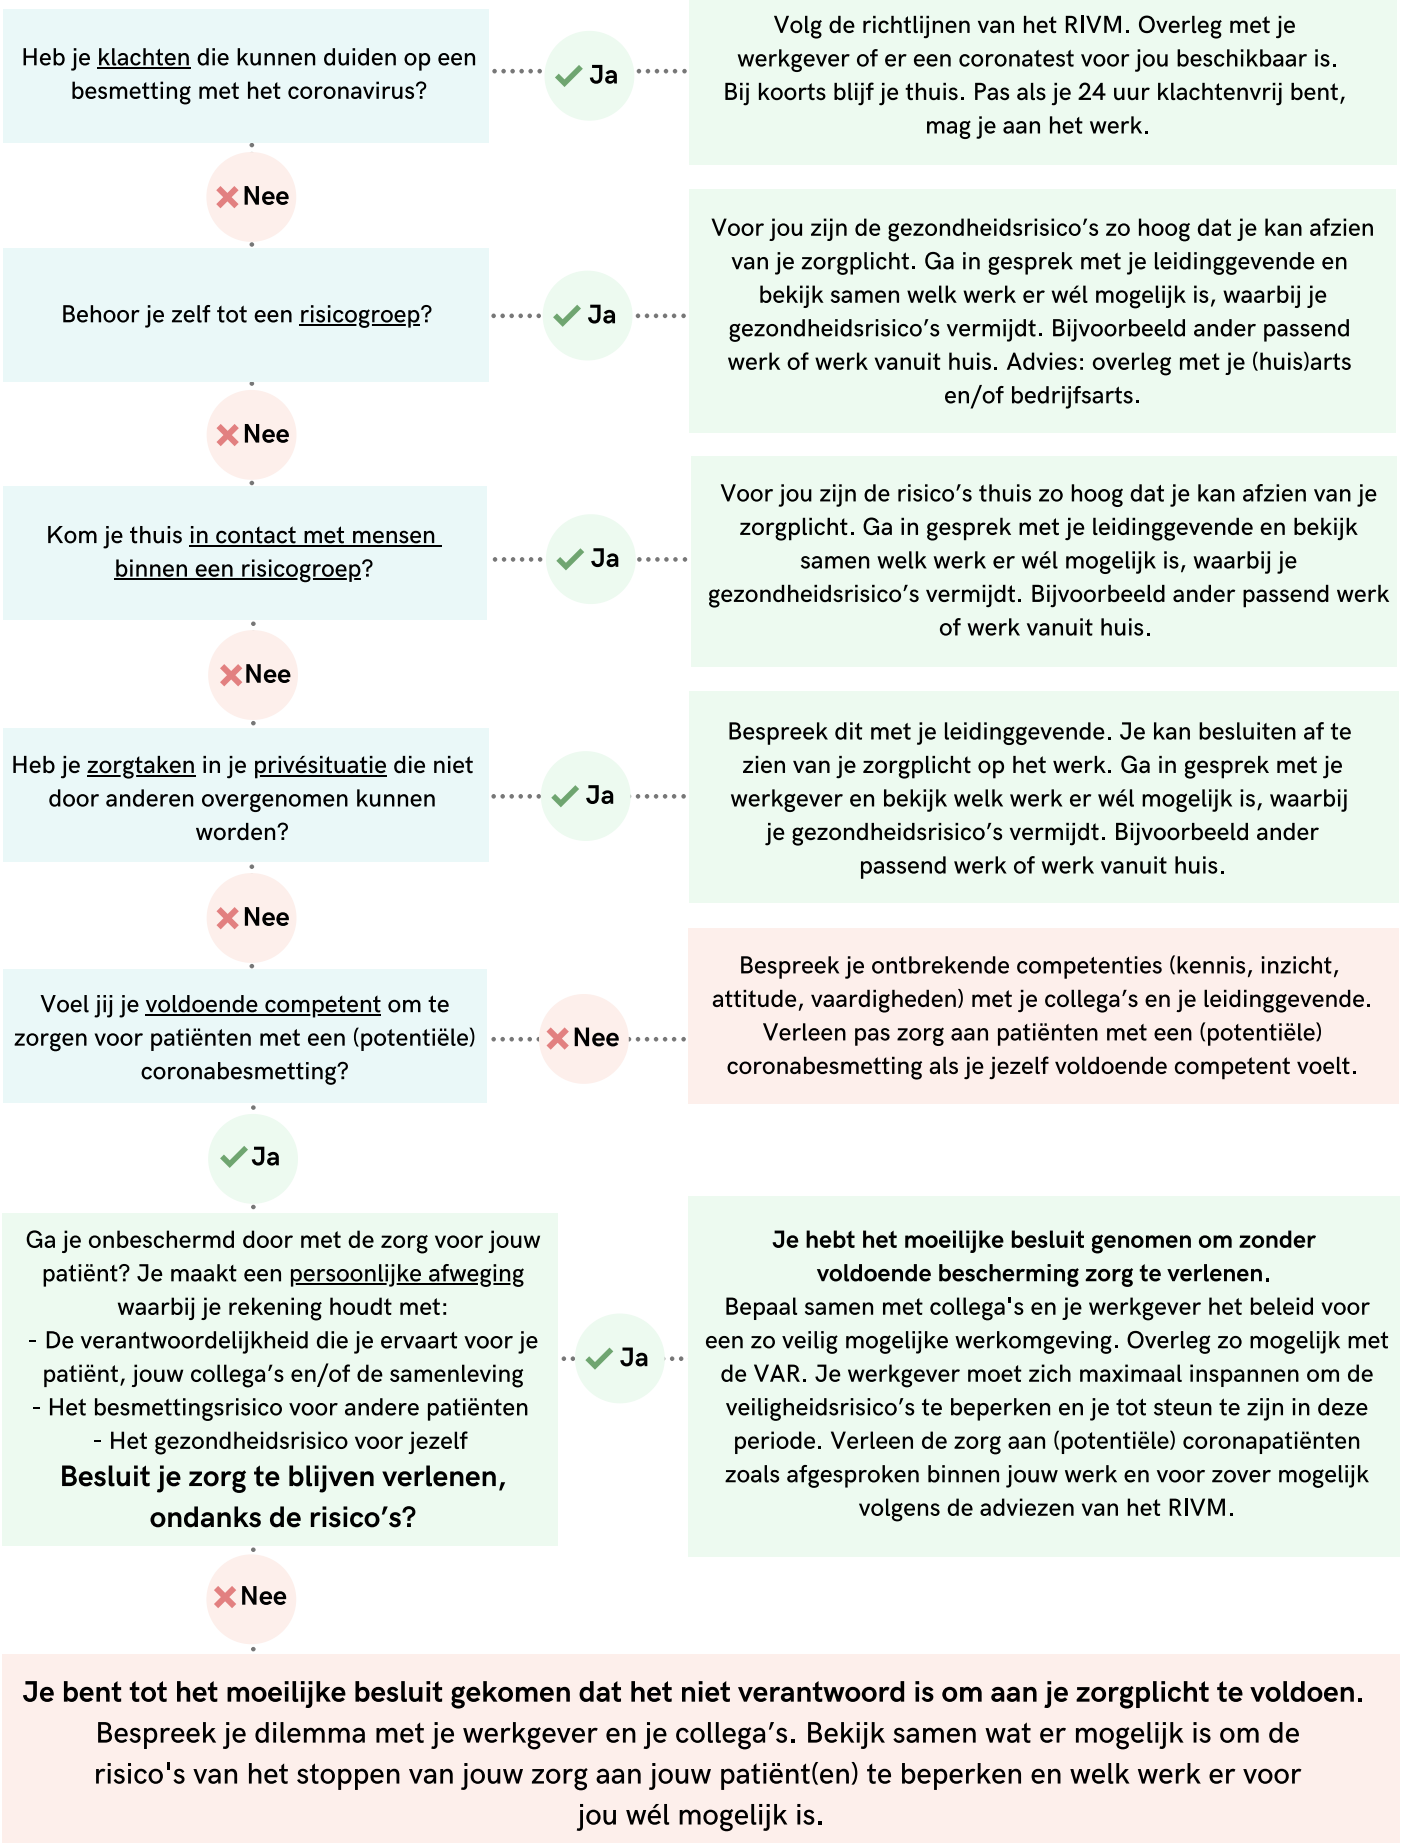 Heb je klachten die kunnen duiden op een
besmetting met het coronavirus?
Ja
Volg de richtlijnen van het RIVM. Overleg met je
werkgever of er een coronatest voor jou beschikbaar is.
Bij koorts blijf je thuis. Pas als je 24 uur klachtenvrij bent,
mag je aan het werk.
Nee
Behoor je zelf tot een risicogroep?
Ja
Voor jou zijn de gezondheidsrisico’s zo hoog dat je kan afzien
van je zorgplicht. Ga in gesprek met je leidinggevende en
bekijk samen welk werk er wél mogelijk is, waarbij je
gezondheidsrisico’s vermijdt. Bijvoorbeeld ander passend
werk of werk vanuit huis. Advies: overleg met je (huis)arts
en/of bedrijfsarts.
Nee
Kom je thuis in contact met mensen
binnen een risicogroep?
Ja
Voor jou zijn de risico’s thuis zo hoog dat je kan afzien van je
zorgplicht. Ga in gesprek met je leidinggevende en bekijk
samen welk werk er wél mogelijk is, waarbij je
gezondheidsrisico’s vermijdt. Bijvoorbeeld ander passend werk
of werk vanuit huis.
Nee
Heb je zorgtaken in je privésituatie die niet
door anderen overgenomen kunnen
worden?
Ja
Bespreek dit met je leidinggevende. Je kan besluiten af te
zien van je zorgplicht op het werk. Ga in gesprek met je
werkgever en bekijk welk werk er wél mogelijk is, waarbij
je gezondheidsrisico’s vermijdt. Bijvoorbeeld ander
passend werk of werk vanuit huis.
Nee
Voel jij je voldoende competent om te
zorgen voor patiënten met een (potentiële)
coronabesmetting?
Nee
Bespreek je ontbrekende competenties (kennis, inzicht,
attitude, vaardigheden) met je collega’s en je leidinggevende.
Verleen pas zorg aan patiënten met een (potentiële)
coronabesmetting als je jezelf voldoende competent voelt.
Ja
Ga je onbeschermd door met de zorg voor jouw
patiënt? Je maakt een persoonlijke afweging
waarbij je rekening houdt met:
- De verantwoordelijkheid die je ervaart voor je
patiënt, jouw collega’s en/of de samenleving
- Het besmettingsrisico voor andere patiënten
- Het gezondheidsrisico voor jezelf
Besluit je zorg te blijven verlenen,
ondanks de risico’s?
Ja
Je hebt het moeilijke besluit genomen om zonder
voldoende bescherming zorg te verlenen.
Bepaal samen met collega's en je werkgever het beleid voor
een zo veilig mogelijke werkomgeving. Overleg zo mogelijk met
de VAR. Je werkgever moet zich maximaal inspannen om de
veiligheidsrisico’s te beperken en je tot steun te zijn in deze
periode. Verleen de zorg aan (potentiële) coronapatiënten
zoals afgesproken binnen jouw werk en voor zover mogelijk
volgens de adviezen van het RIVM.
Nee
Je bent tot het moeilijke besluit gekomen dat het niet verantwoord is om aan je zorgplicht te voldoen.
Bespreek je dilemma met je werkgever en je collega’s. Bekijk samen wat er mogelijk is om de
risico's van het stoppen van jouw zorg aan jouw patiënt(en) te beperken en welk werk er voor
jou wél mogelijk is.